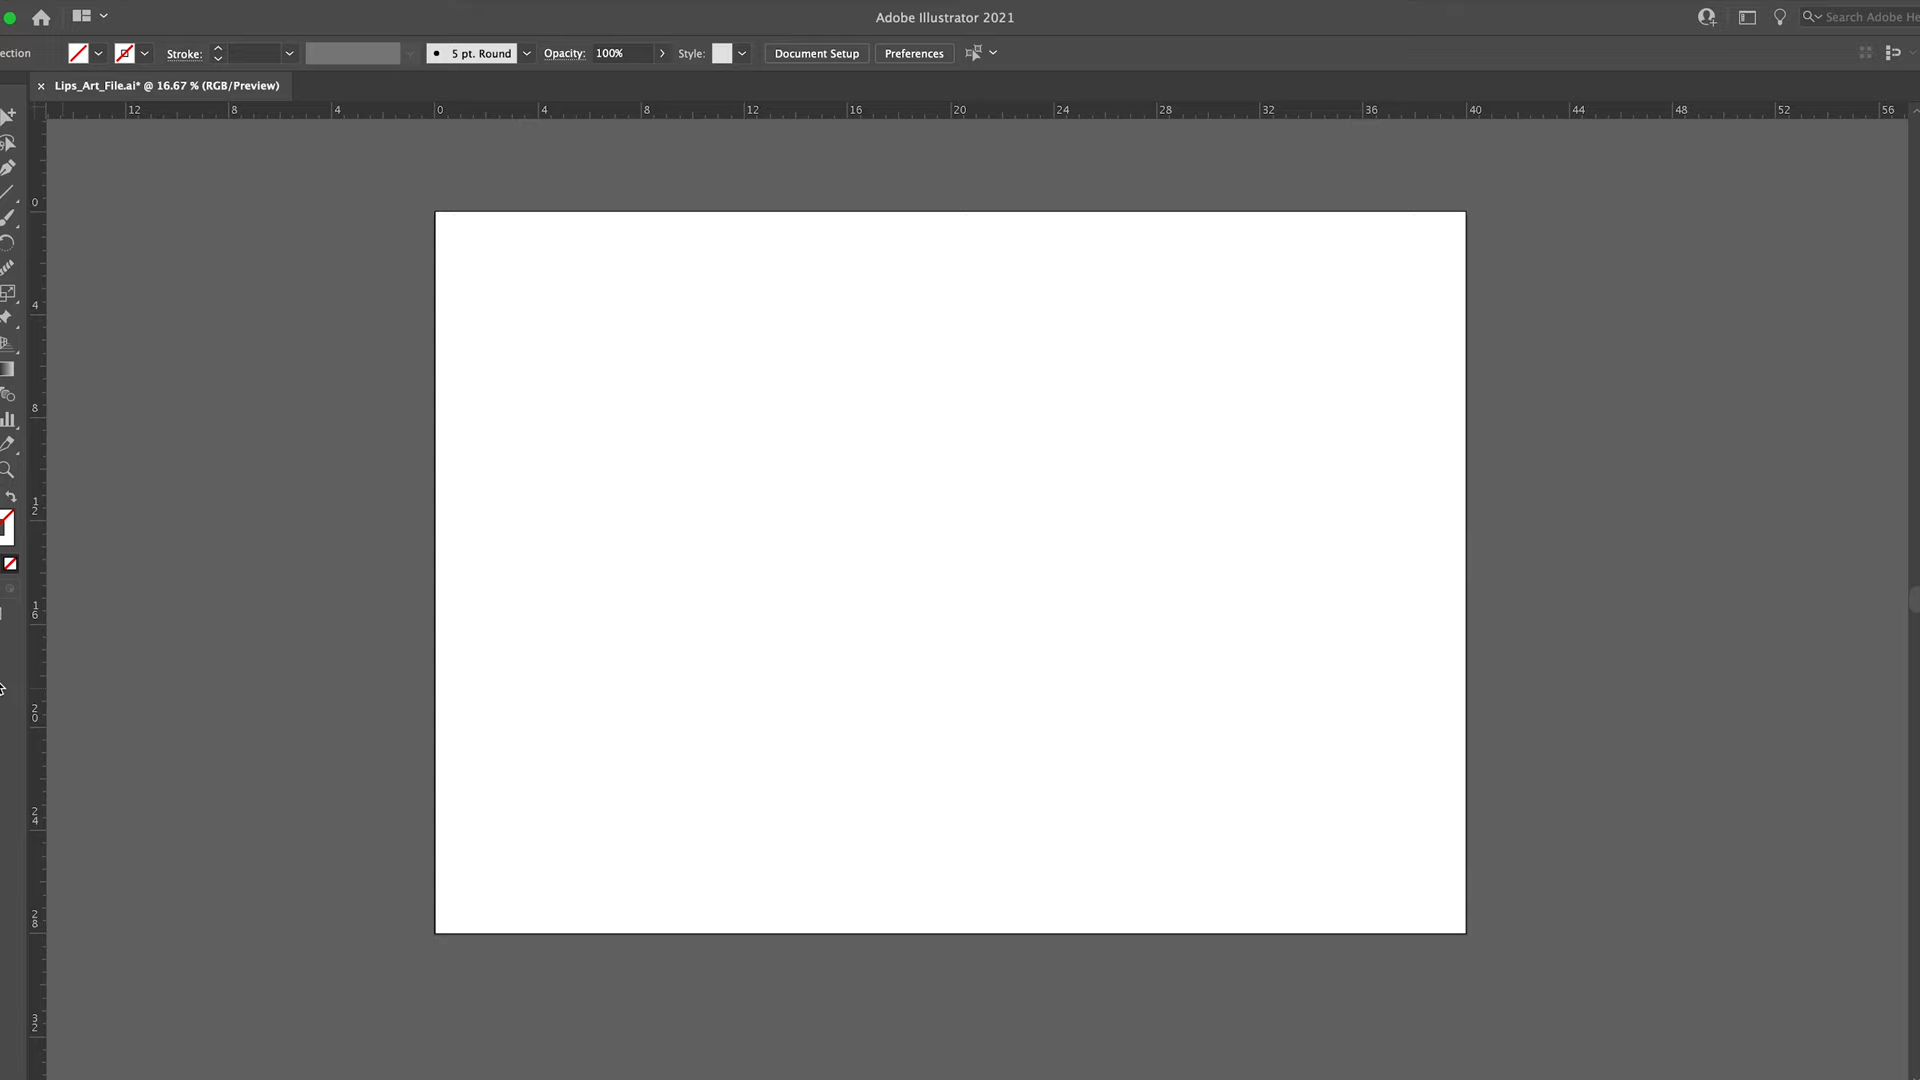 Adobe Illustrator 2021
Search Adobe He
ection
Stroke:
5 pt. Round
Opacity:
100%
Style:
Document Setup
Preferences
× Lips_Art_File.ai* @ 16.67 % (RGB/Preview)
12 8 4 0 4 8 12 16 20 24 28 32 36 40 44 48 52 56
0
4
8
12
16
20
24
28
32